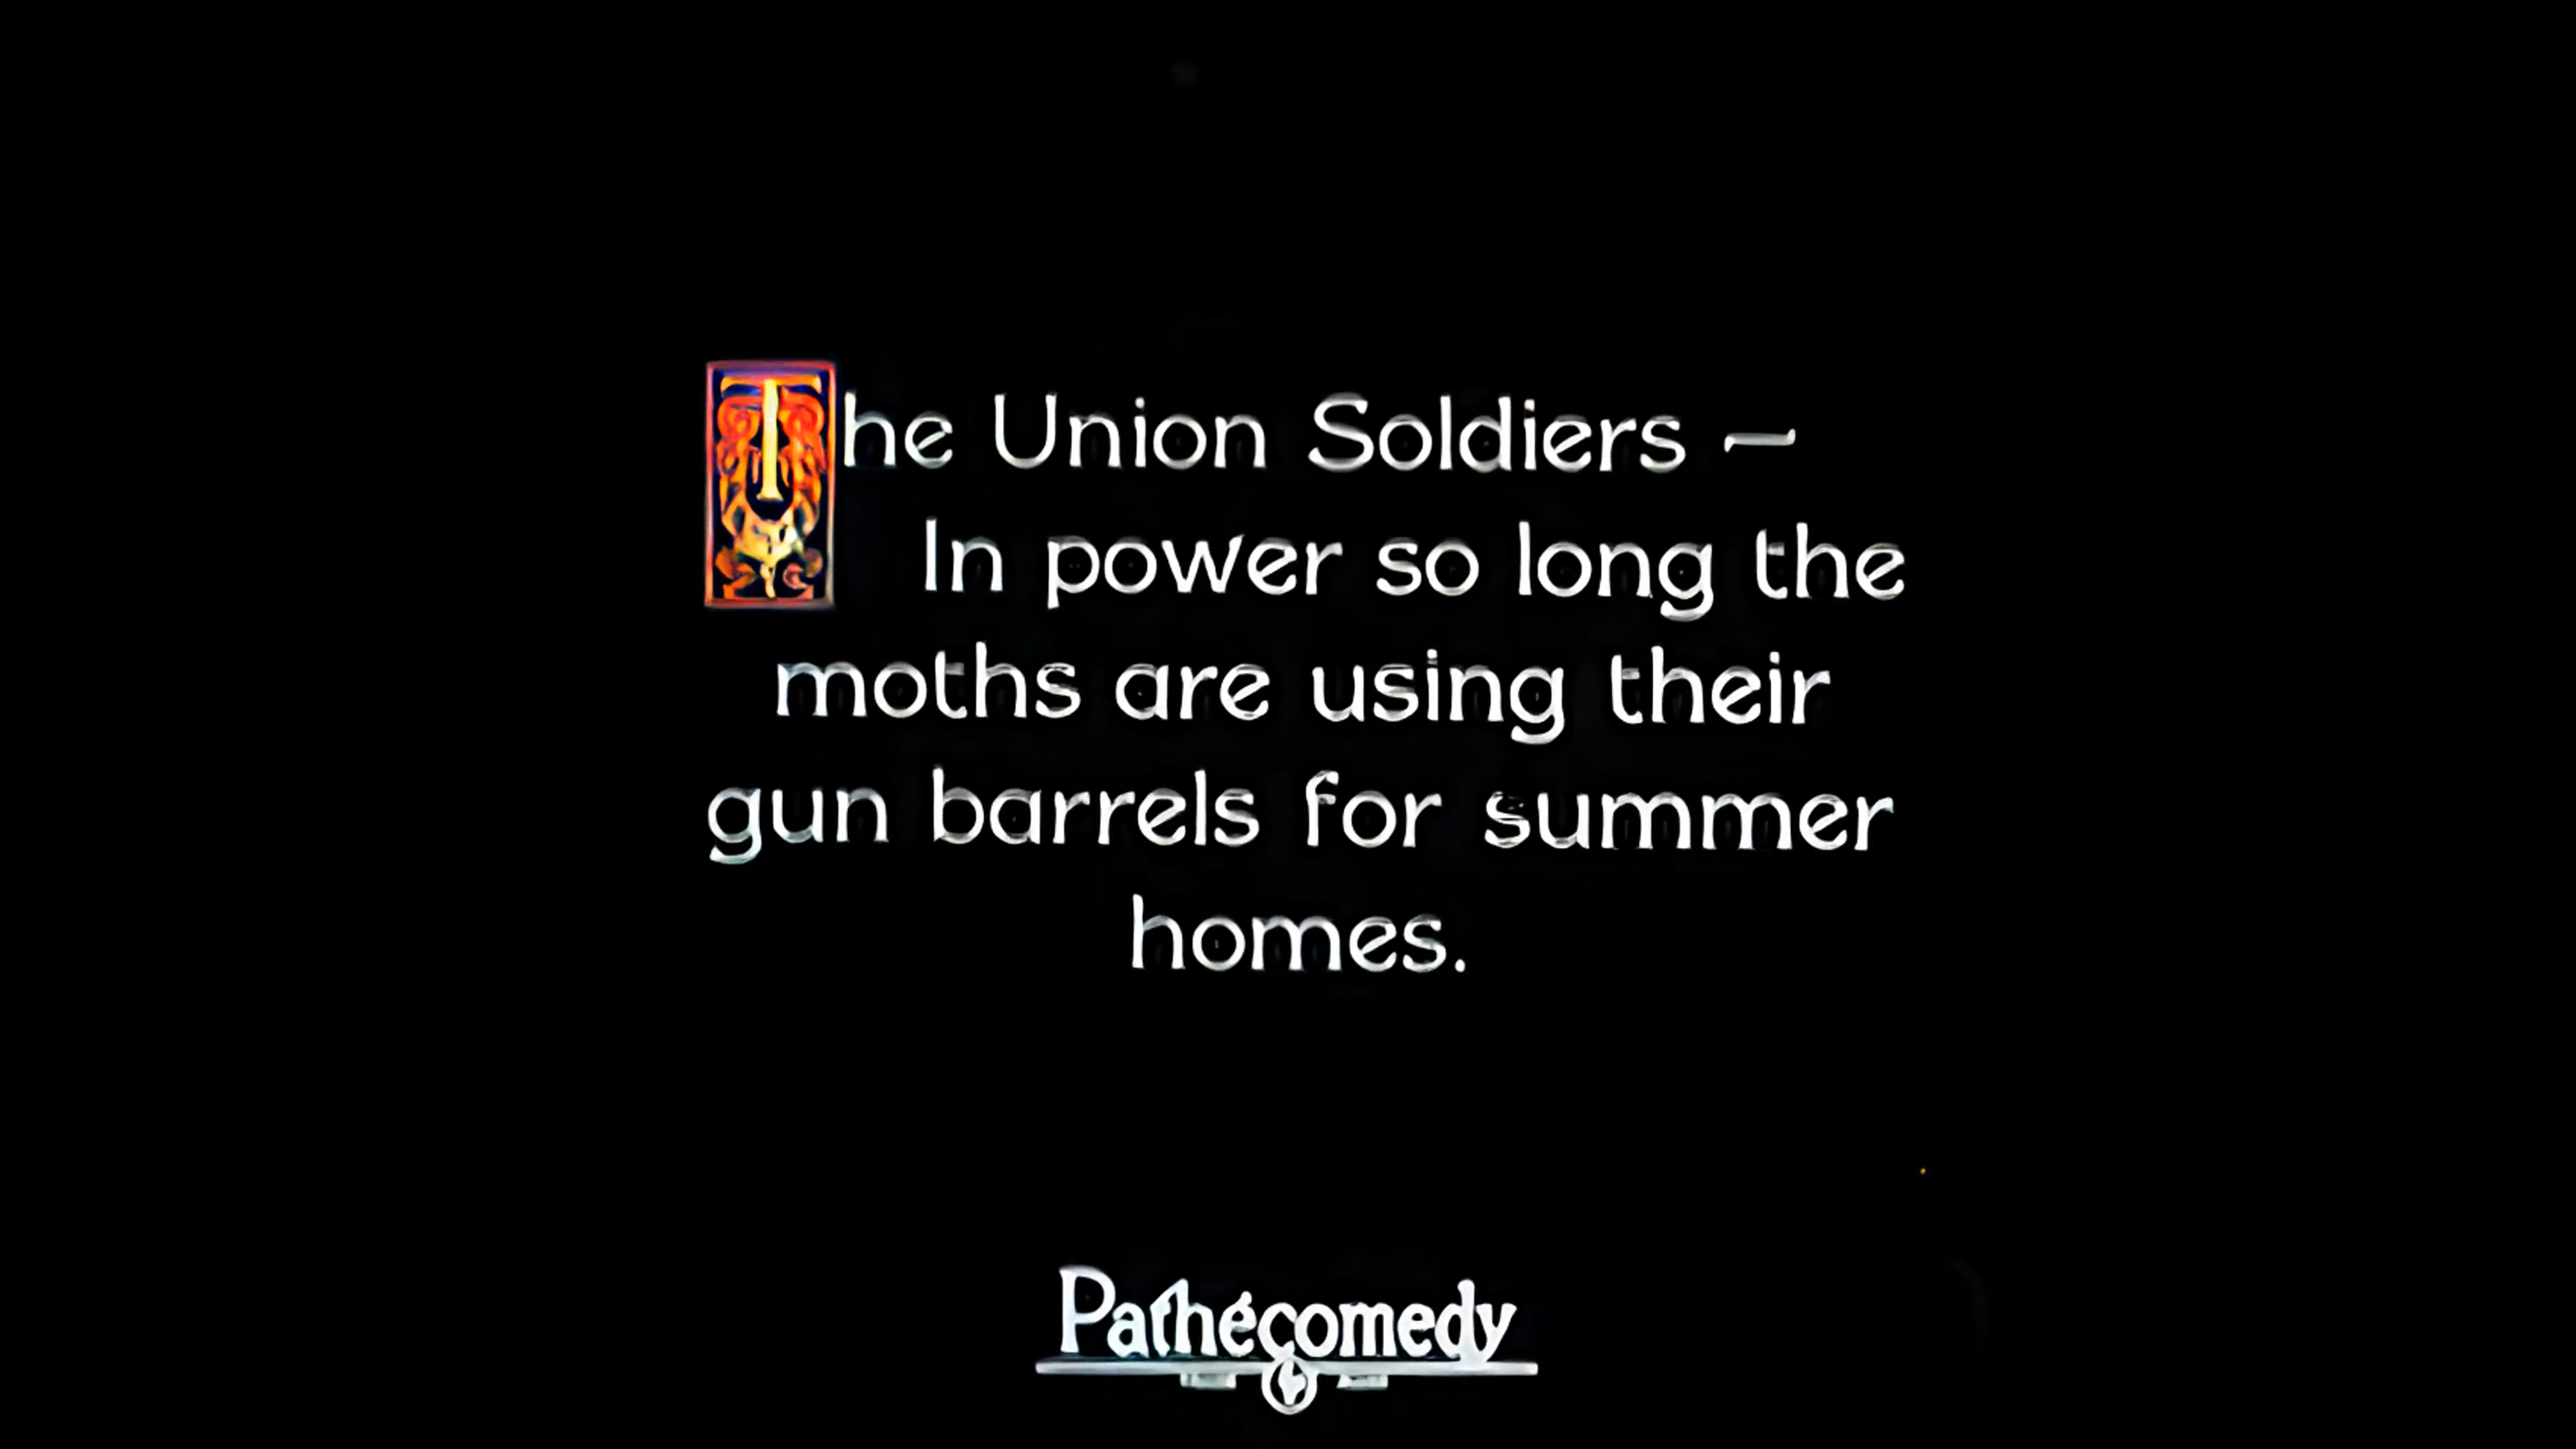 The Union Soldiers –
In power so long the
moths are using their
gun barrels for summer
homes.
Pathécomedy